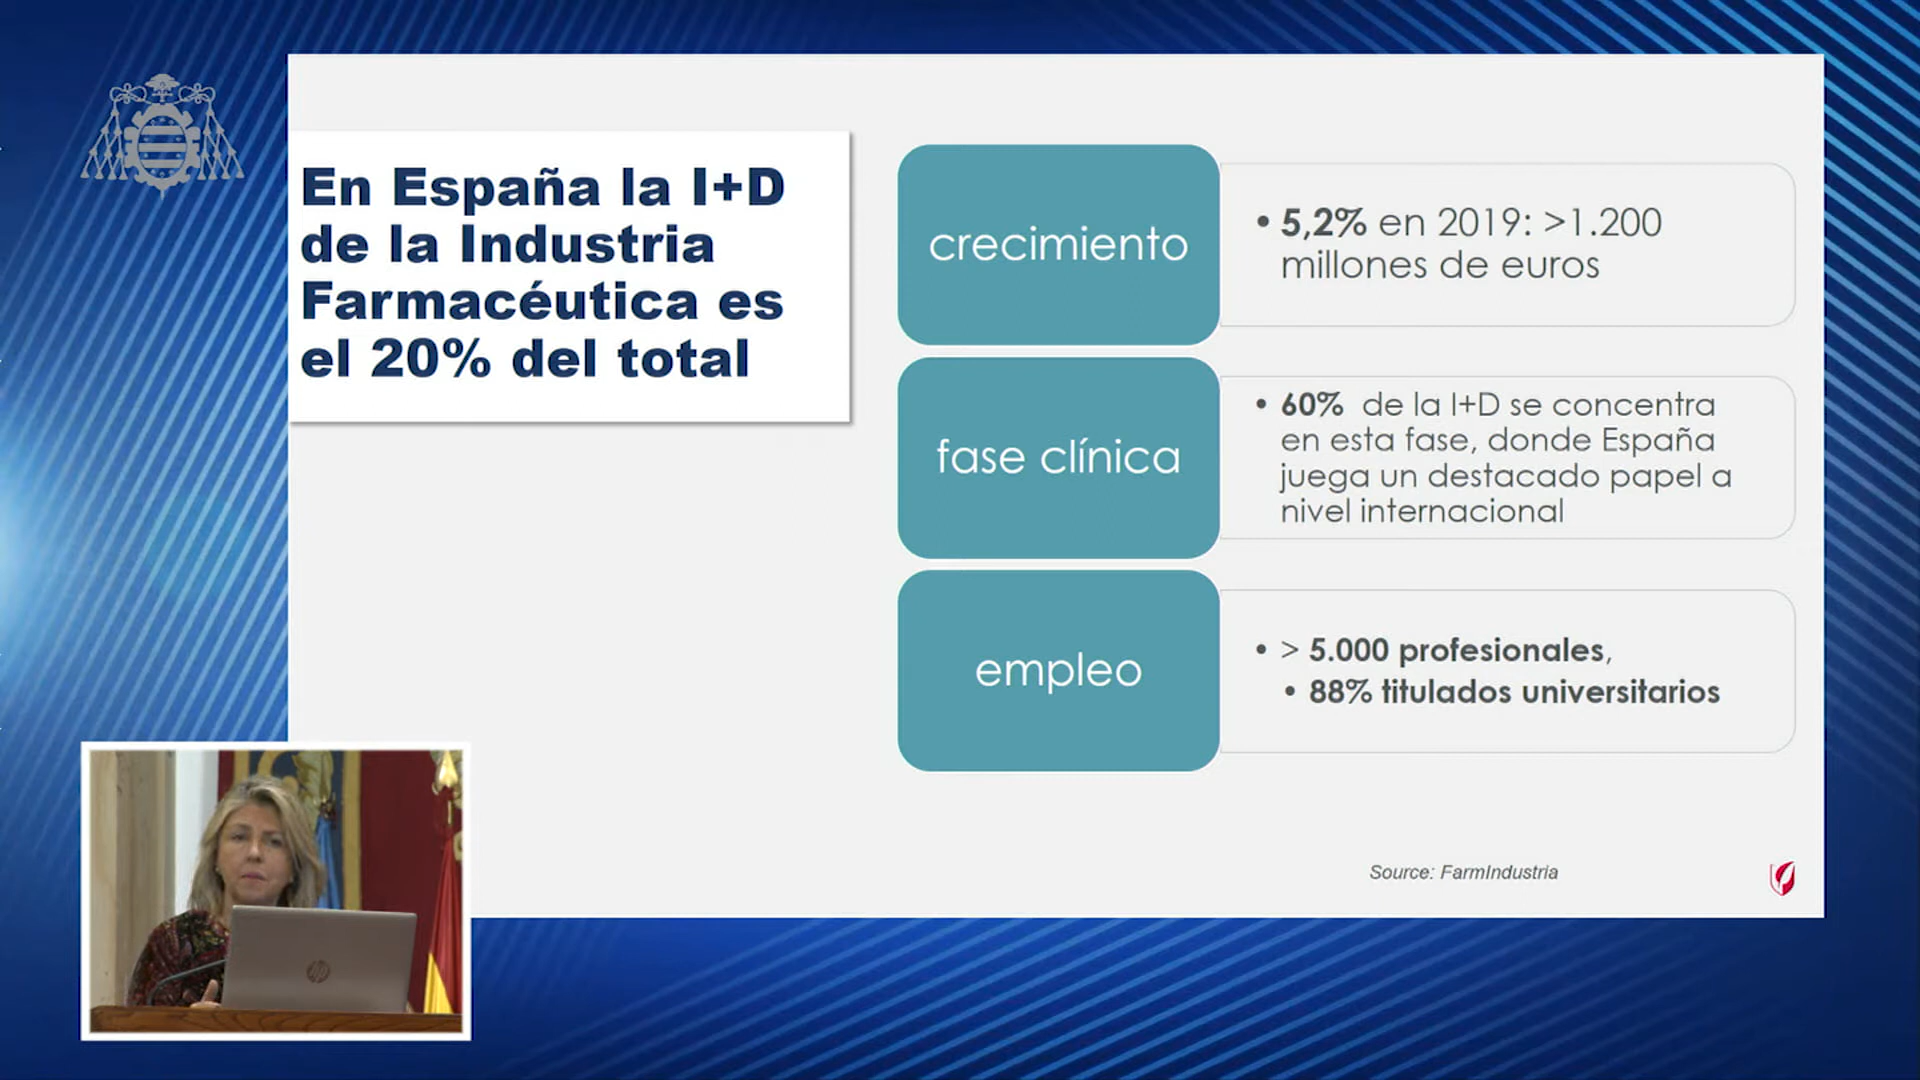 En España la I+D
de la Industria
Farmacéutica es
el 20% del total
crecimiento
• 5,2% en 2019: >1.200
millones de euros
fase clínica
• 60% de la I+D se concentra
en esta fase, donde España
juega un destacado papel a
nivel internacional
empleo
• > 5.000 profesionales,
• 88% titulados universitarios
Source: FarmIndustria
hp